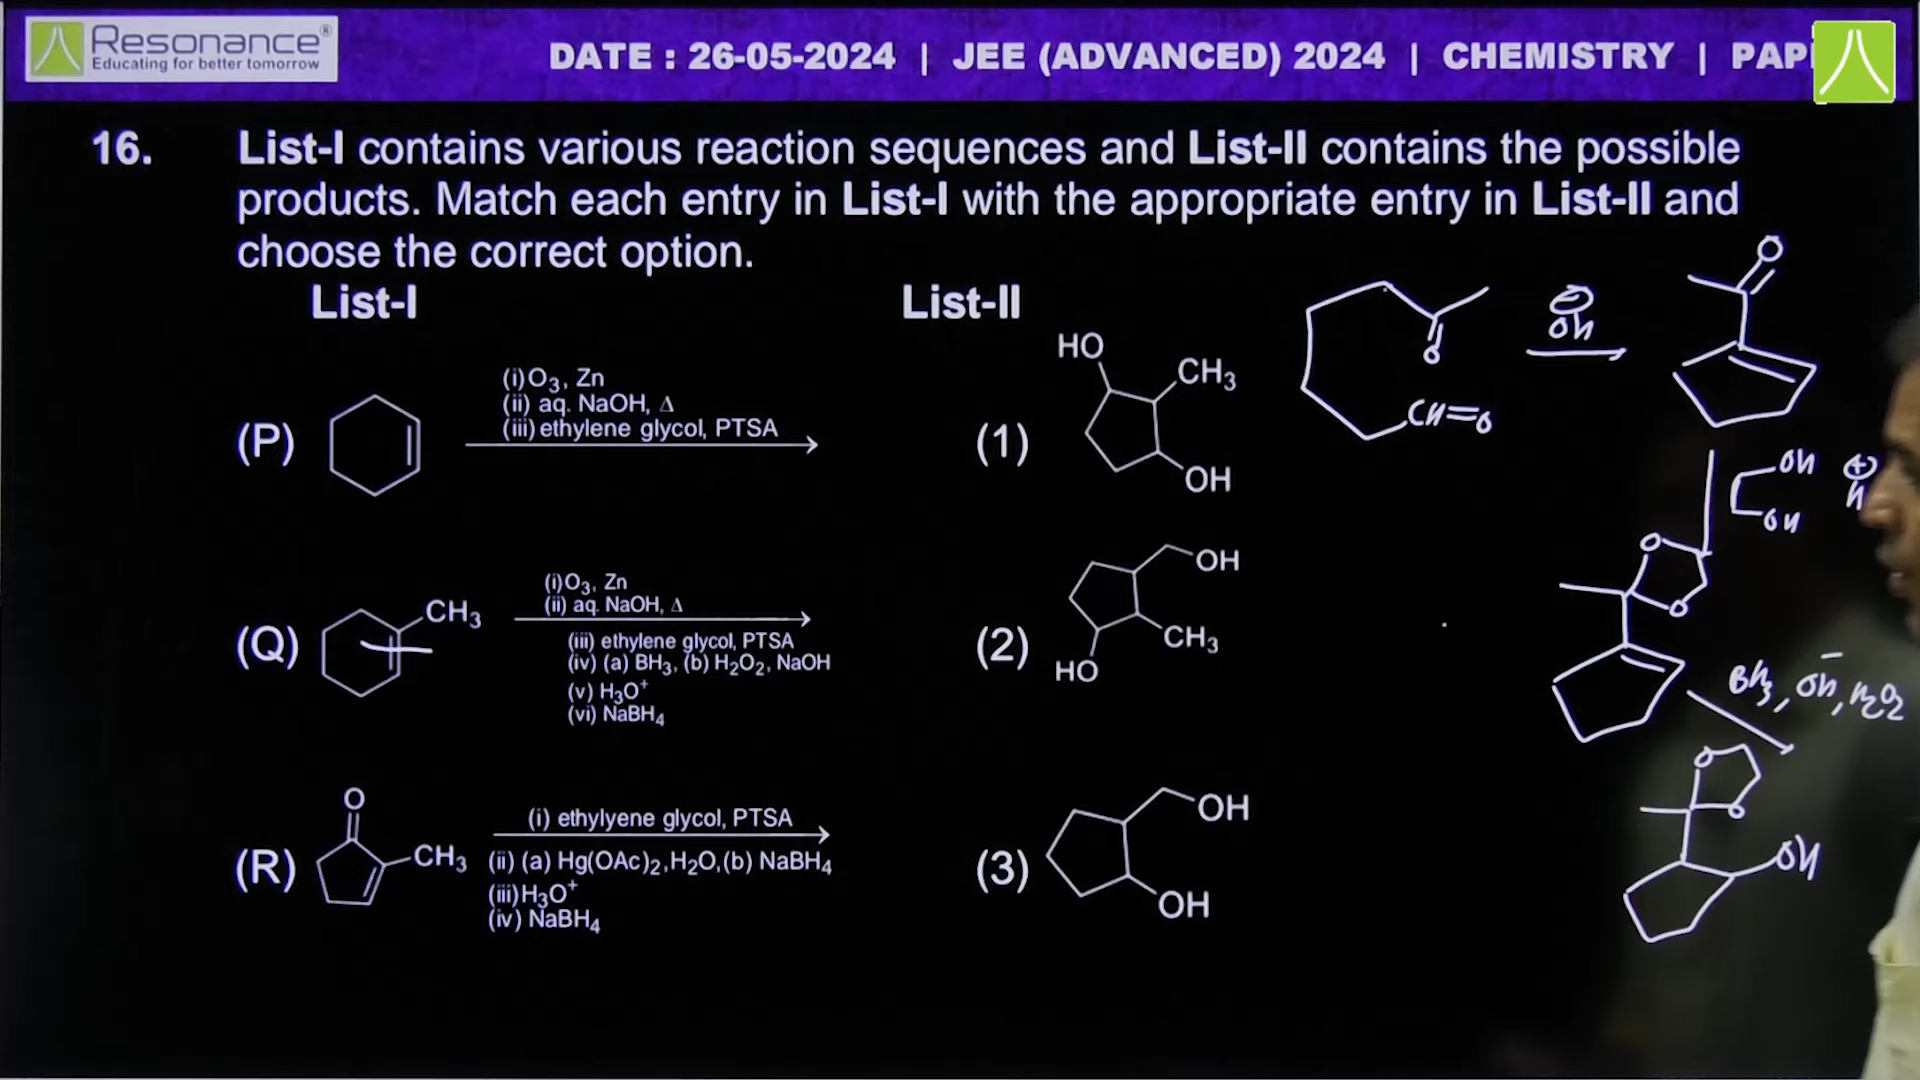 Resonance®
Educating for better tomorrow
DATE : 26-05-2024 | JEE (ADVANCED) 2024 | CHEMISTRY | PAP
16. List-I contains various reaction sequences and List-II contains the possible
products. Match each entry in List-I with the appropriate entry in List-II and
choose the correct option.
List-I List-II
(P)
(i) O₃, Zn
(ii) aq. NaOH, Δ
(iii) ethylene glycol, PTSA
(1)
HO
CH₃
OH
(Q)
CH₃
(i) O₃, Zn
(ii) aq. NaOH, Δ
(iii) ethylene glycol, PTSA
(iv) (a) BH₃, (b) H₂O₂, NaOH
(v) H₃O⁺
(vi) NaBH₄
(2)
OH
CH₃
HO
(R)
O
CH₃
(i) ethylyene glycol, PTSA
(ii) (a) Hg(OAc)₂,H₂O,(b) NaBH₄
(iii) H₃O⁺
(iv) NaBH₄
(3)
OH
OH
O
CH=O
⊖
OH
O
OH
OH
⊕
H
O
O
BH₃, OH⁻, H₂O₂
O
O
OH